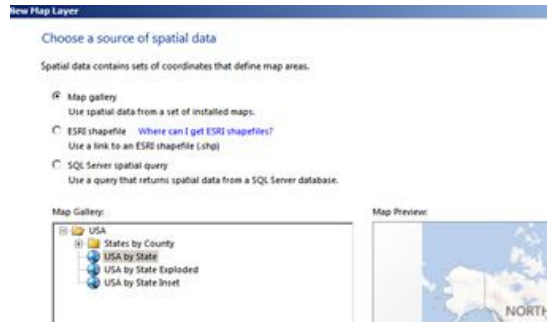 New Map Layer
Choose a source of spatial data
Spatial data contains sets of coordinates that define map areas.
Map gallery
Use spatial data from a set of installed maps.
ESRI shapefile Where can I get ESRI shapefiles?
Use a link to an ESRI shapefile (.shp)
SQL Server spatial query
Use a query that returns spatial data from a SQL Server database.
Map Gallery: Map Preview:
USA
States by County
USA by State
USA by State Exploded
USA by State Inset
NORTH